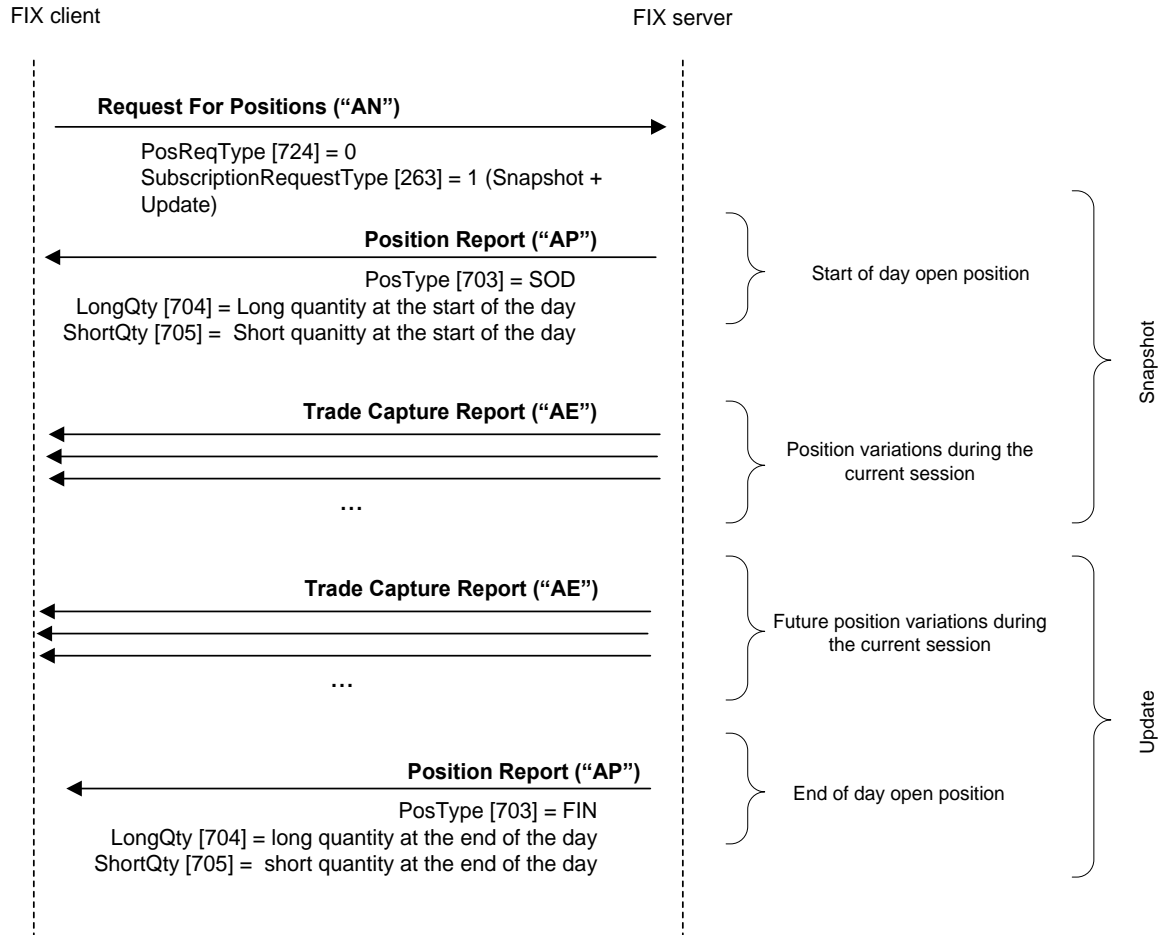 FIX client
FIX server
Request For Positions (“AN”)
PosReqType [724] = 0
SubscriptionRequestType [263] = 1 (Snapshot +
Update)
Position Report (“AP”)
PosType [703] = SOD
LongQty [704] = Long quantity at the start of the day
ShortQty [705] = Short quanitty at the start of the day
Start of day open position
Snapshot
Trade Capture Report (“AE”)
...
Position variations during the
current session
Trade Capture Report (“AE”)
...
Future position variations during
the current session
Update
Position Report (“AP”)
PosType [703] = FIN
LongQty [704] = long quantity at the end of the day
ShortQty [705] = short quantity at the end of the day
End of day open position